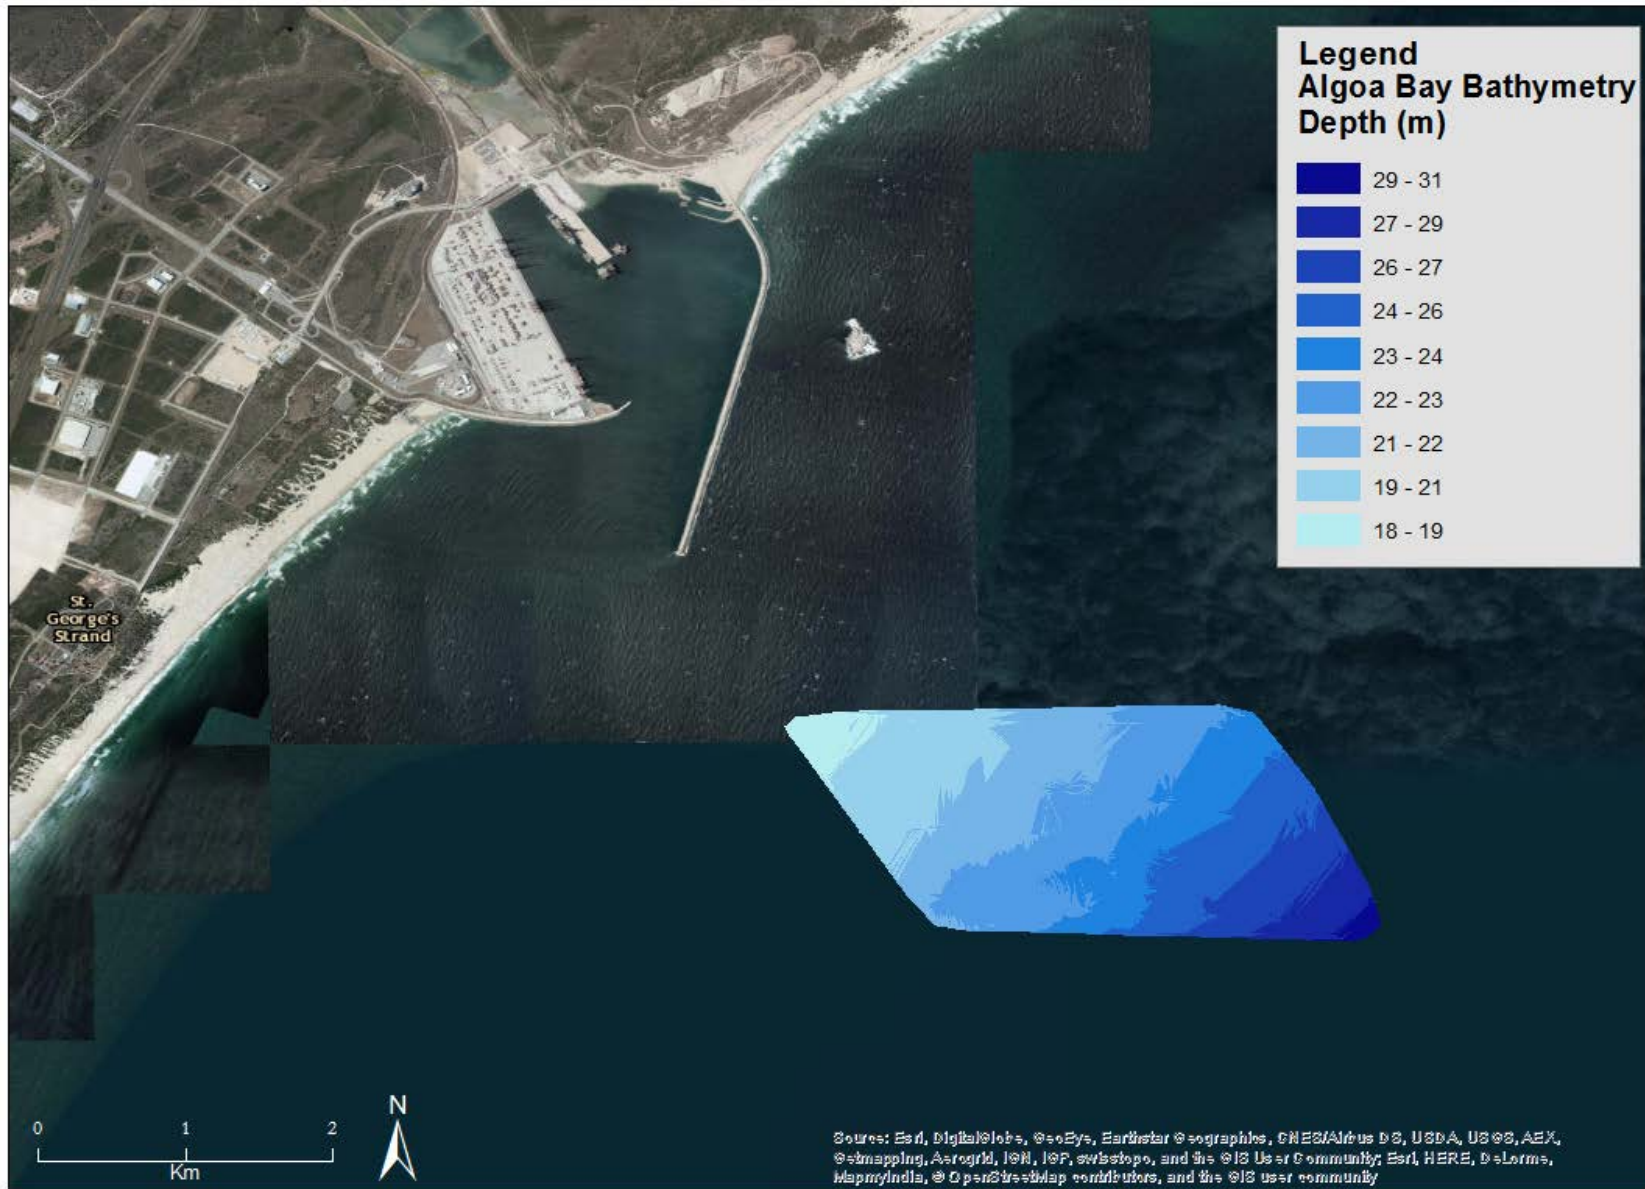 Legend
Algoa Bay Bathymetry
Depth (m)
29 - 31
27 - 29
26 - 27
24 - 26
23 - 24
22 - 23
21 - 22
19 - 21
18 - 19
St.
George's
Strand
N
0 1 2
Km
Source: Esri, DigitalGlobe, GeoEye, Earthstar Geographics, CNES/Airbus DS, USDA, USGS, AEX,
Getmapping, Aerogrid, IGN, IGP, swisstopo, and the GIS User Community; Esri, HERE, DeLorme,
MapmyIndia, © OpenStreetMap contributors, and the GIS user community